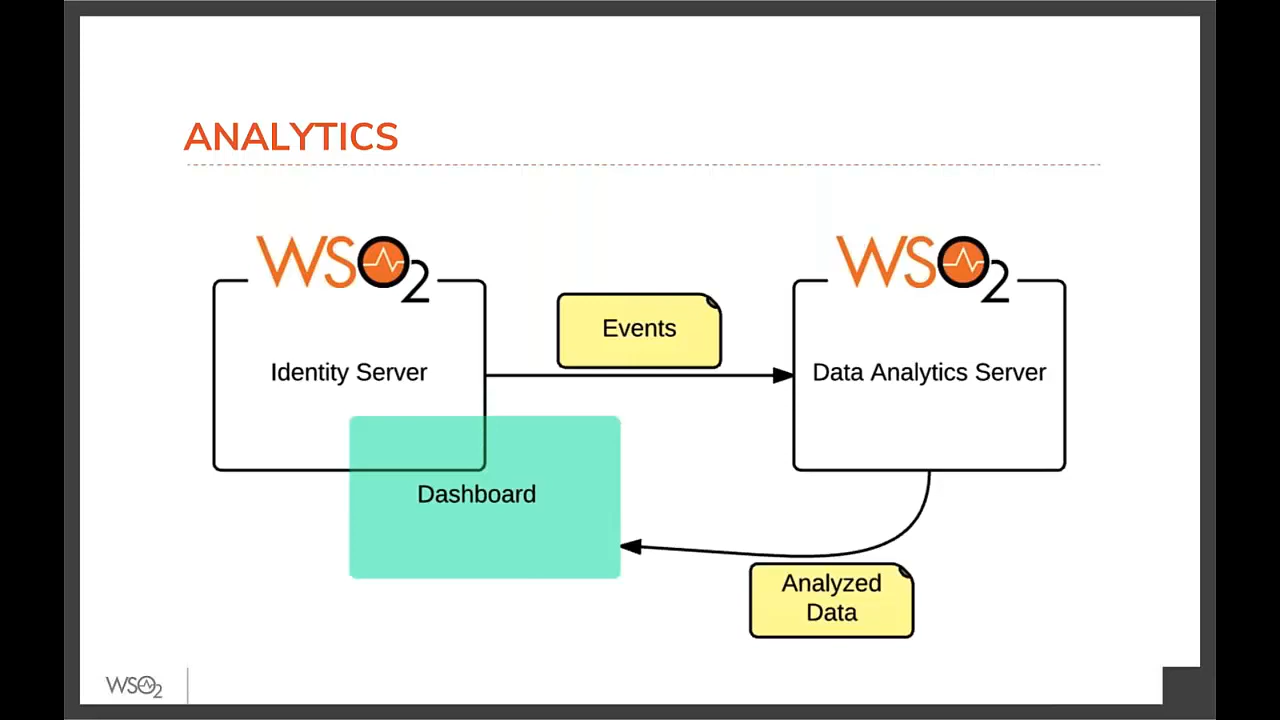 ANALYTICS
WSO2
WSO2
Events
Identity Server
Data Analytics Server
Dashboard
Analyzed
Data
WSO2